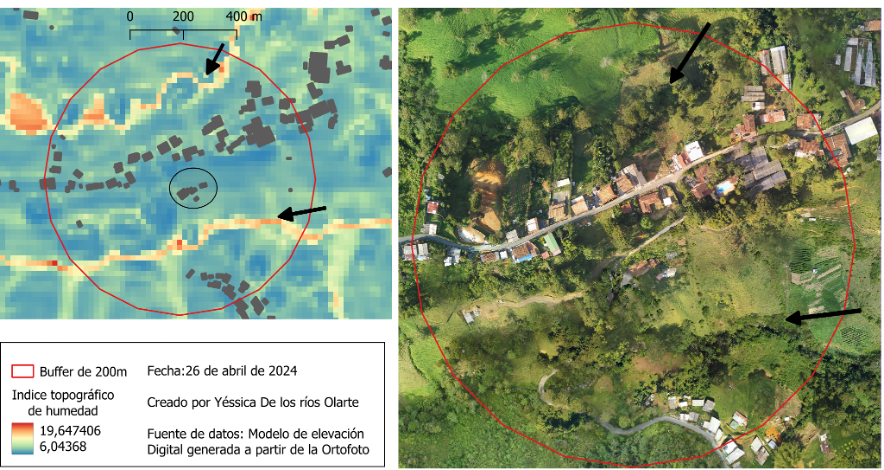 0 200 400 m
Buffer de 200m
Indice topográfico
de humedad
19,647406
6,04368
Fecha:26 de abril de 2024
Creado por Yéssica De los ríos Olarte
Fuente de datos: Modelo de elevación
Digital generada a partir de la Ortofoto